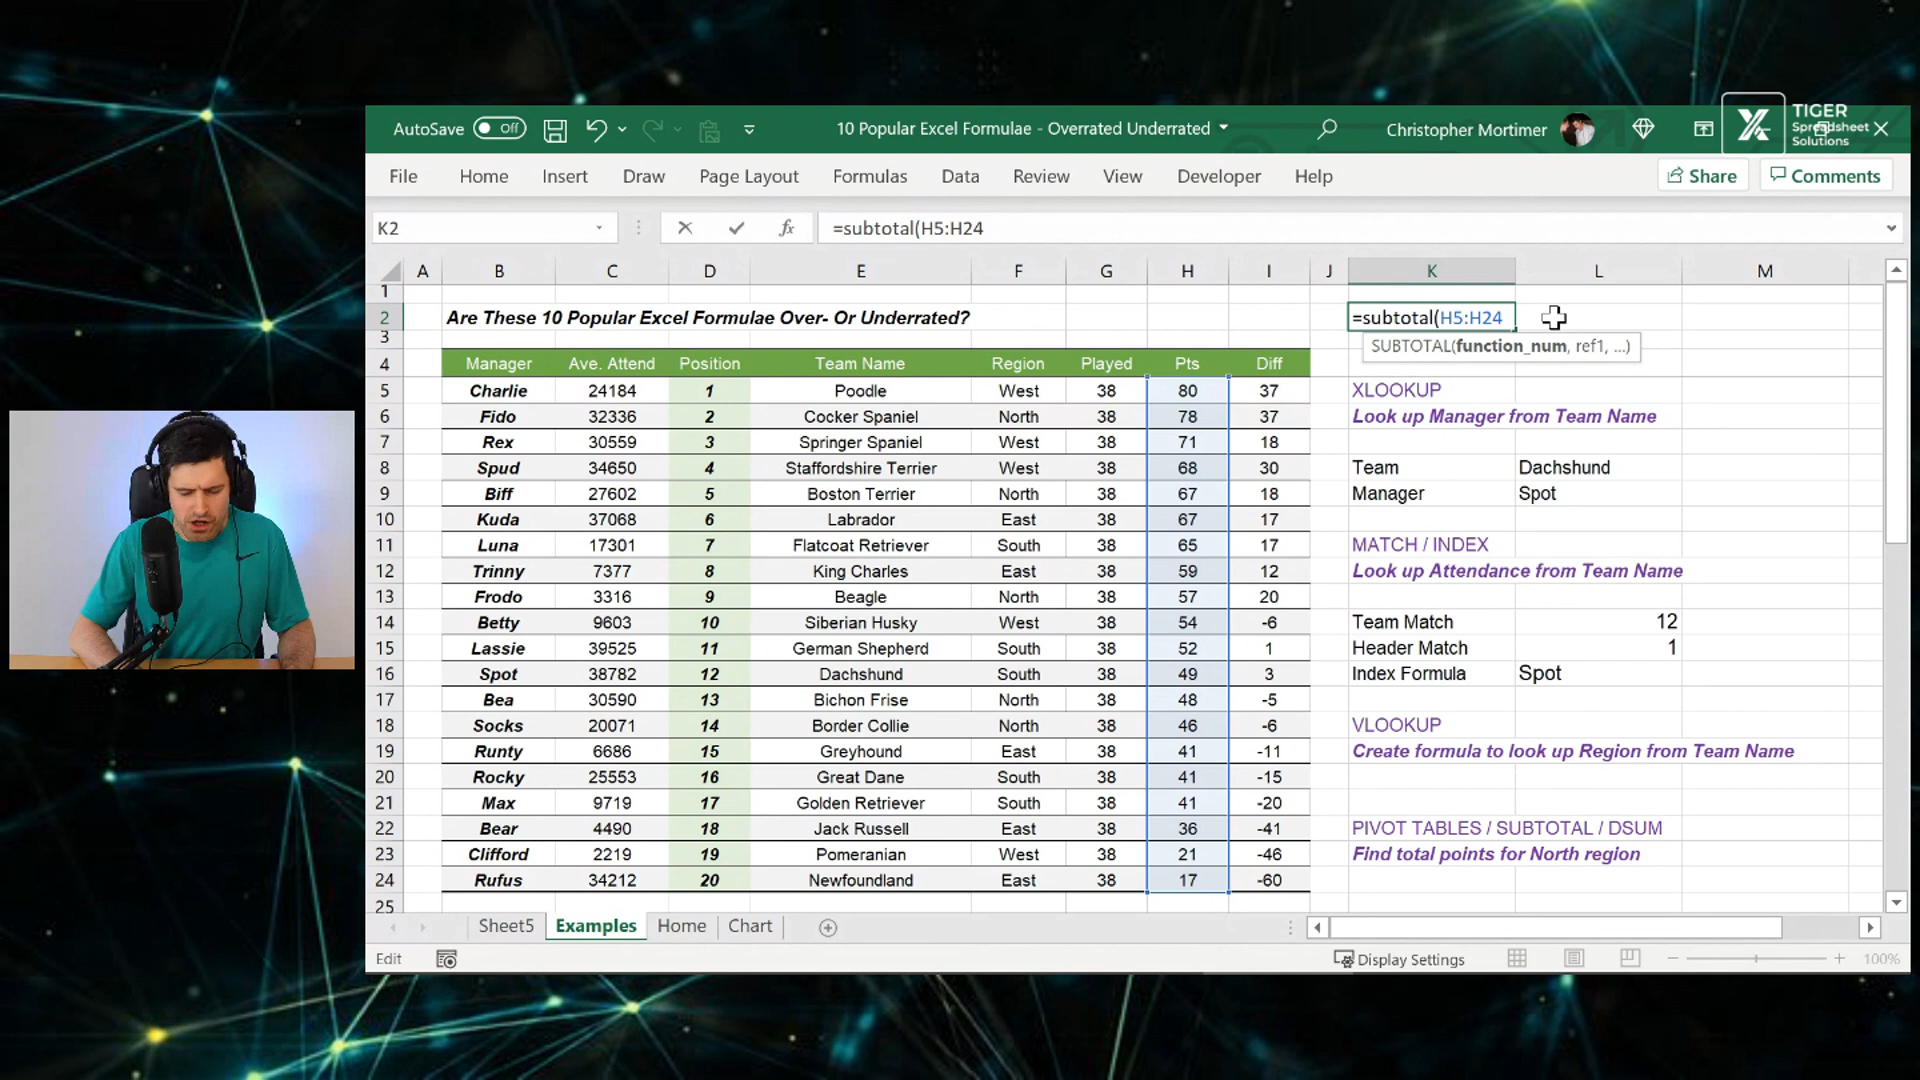 TIGER
Spreadsheet
Solutions
AutoSave Off 10 Popular Excel Formulae - Overrated Underrated Christopher Mortimer
File Home Insert Draw Page Layout Formulas Data Review View Developer Help Share Comments
K2 fx =subtotal(H5:H24
A B C D E F G H I J K L M
1
2 Are These 10 Popular Excel Formulae Over- Or Underrated? =subtotal(H5:H24
3 SUBTOTAL(function_num, ref1, ...)
4 Manager Ave. Attend Position Team Name Region Played Pts Diff
5 Charlie 24184 1 Poodle West 38 80 37 XLOOKUP
6 Fido 32336 2 Cocker Spaniel North 38 78 37 Look up Manager from Team Name
7 Rex 30559 3 Springer Spaniel West 38 71 18
8 Spud 34650 4 Staffordshire Terrier West 38 68 30 Team Dachshund
9 Biff 27602 5 Boston Terrier North 38 67 18 Manager Spot
10 Kuda 37068 6 Labrador East 38 67 17
11 Luna 17301 7 Flatcoat Retriever South 38 65 17 MATCH / INDEX
12 Trinny 7377 8 King Charles East 38 59 12 Look up Attendance from Team Name
13 Frodo 3316 9 Beagle North 38 57 20
14 Betty 9603 10 Siberian Husky West 38 54 -6 Team Match 12
15 Lassie 39525 11 German Shepherd South 38 52 1 Header Match 1
16 Spot 38782 12 Dachshund South 38 49 3 Index Formula Spot
17 Bea 30590 13 Bichon Frise North 38 48 -5
18 Socks 20071 14 Border Collie North 38 46 -6 VLOOKUP
19 Runty 6686 15 Greyhound East 38 41 -11 Create formula to look up Region from Team Name
20 Rocky 25553 16 Great Dane South 38 41 -15
21 Max 9719 17 Golden Retriever South 38 41 -20
22 Bear 4490 18 Jack Russell East 38 36 -41 PIVOT TABLES / SUBTOTAL / DSUM
23 Clifford 2219 19 Pomeranian West 38 21 -46 Find total points for North region
24 Rufus 34212 20 Newfoundland East 38 17 -60
25
Sheet5 Examples Home Chart
Edit Display Settings 100%